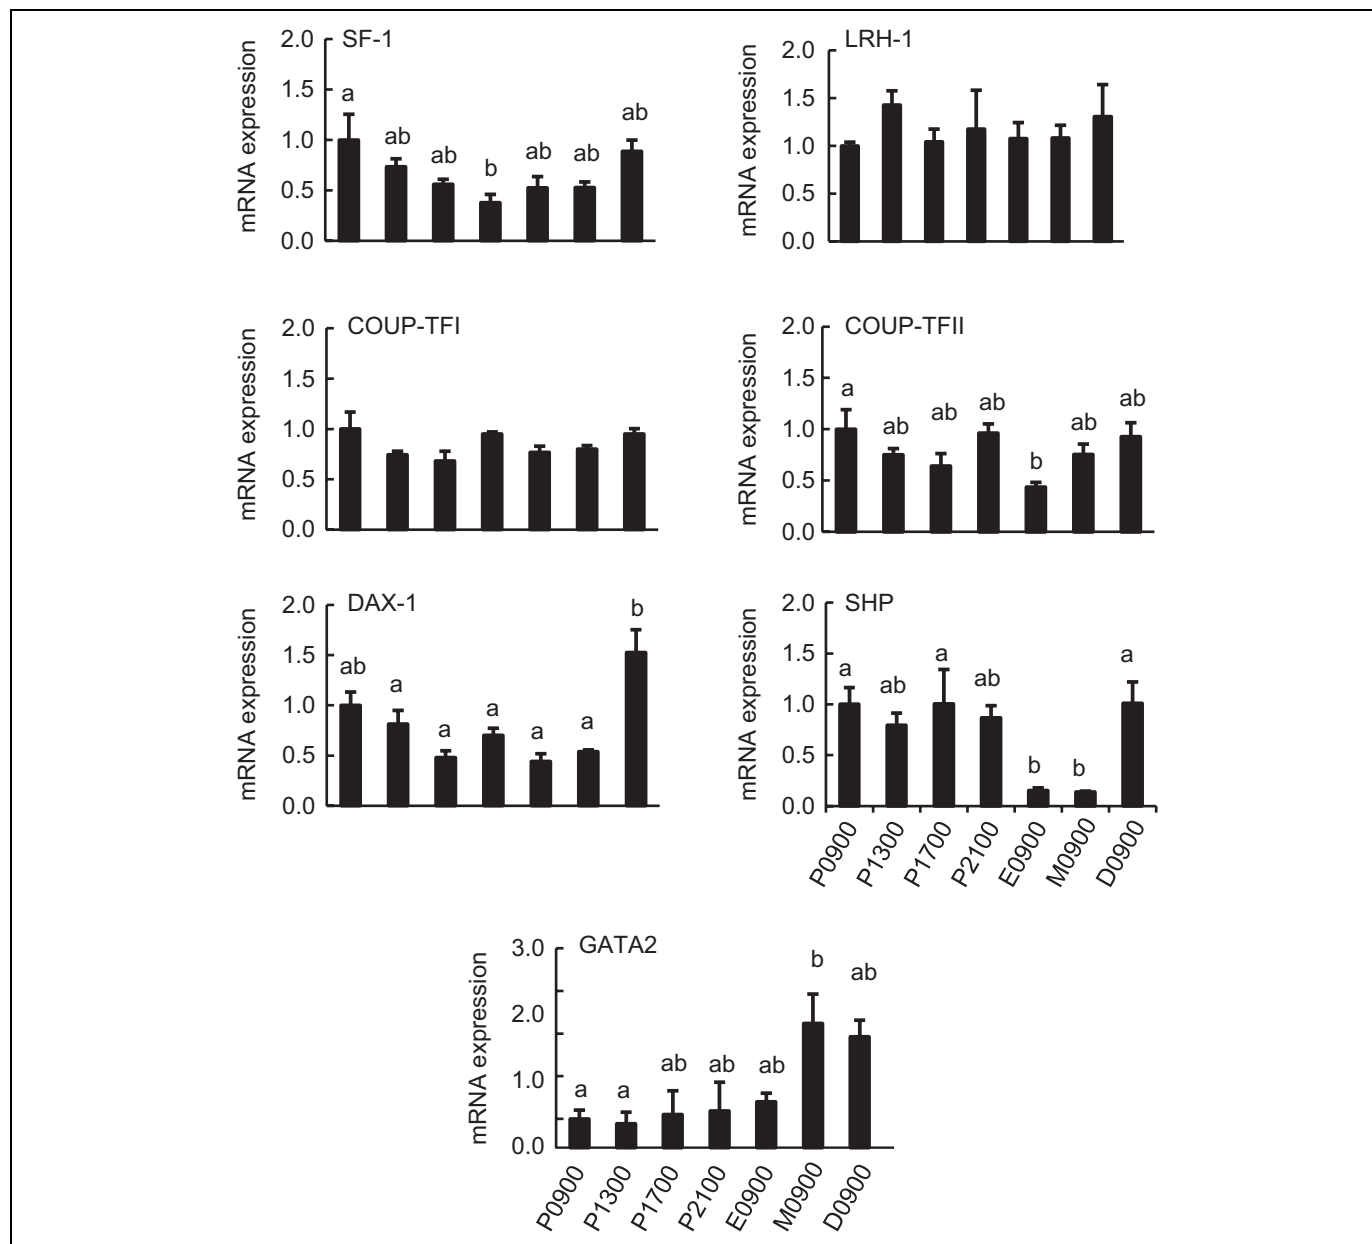 SF-1
mRNA expression
2.0
1.5
1.0
0.5
0.0
a
ab
ab
b
ab
ab
ab
LRH-1
mRNA expression
2.0
1.5
1.0
0.5
0.0
COUP-TFI
mRNA expression
2.0
1.5
1.0
0.5
0.0
COUP-TFII
mRNA expression
2.0
1.5
1.0
0.5
0.0
a
ab
ab
ab
b
ab
ab
DAX-1
mRNA expression
2.0
1.5
1.0
0.5
0.0
ab
a
a
a
a
a
b
SHP
mRNA expression
2.0
1.5
1.0
0.5
0.0
a
ab
a
ab
b
b
a
P0900
P1300
P1700
P2100
E0900
M0900
D0900
GATA2
mRNA expression
3.0
2.0
1.0
0.0
a
a
ab
ab
ab
b
ab
P0900
P1300
P1700
P2100
E0900
M0900
D0900